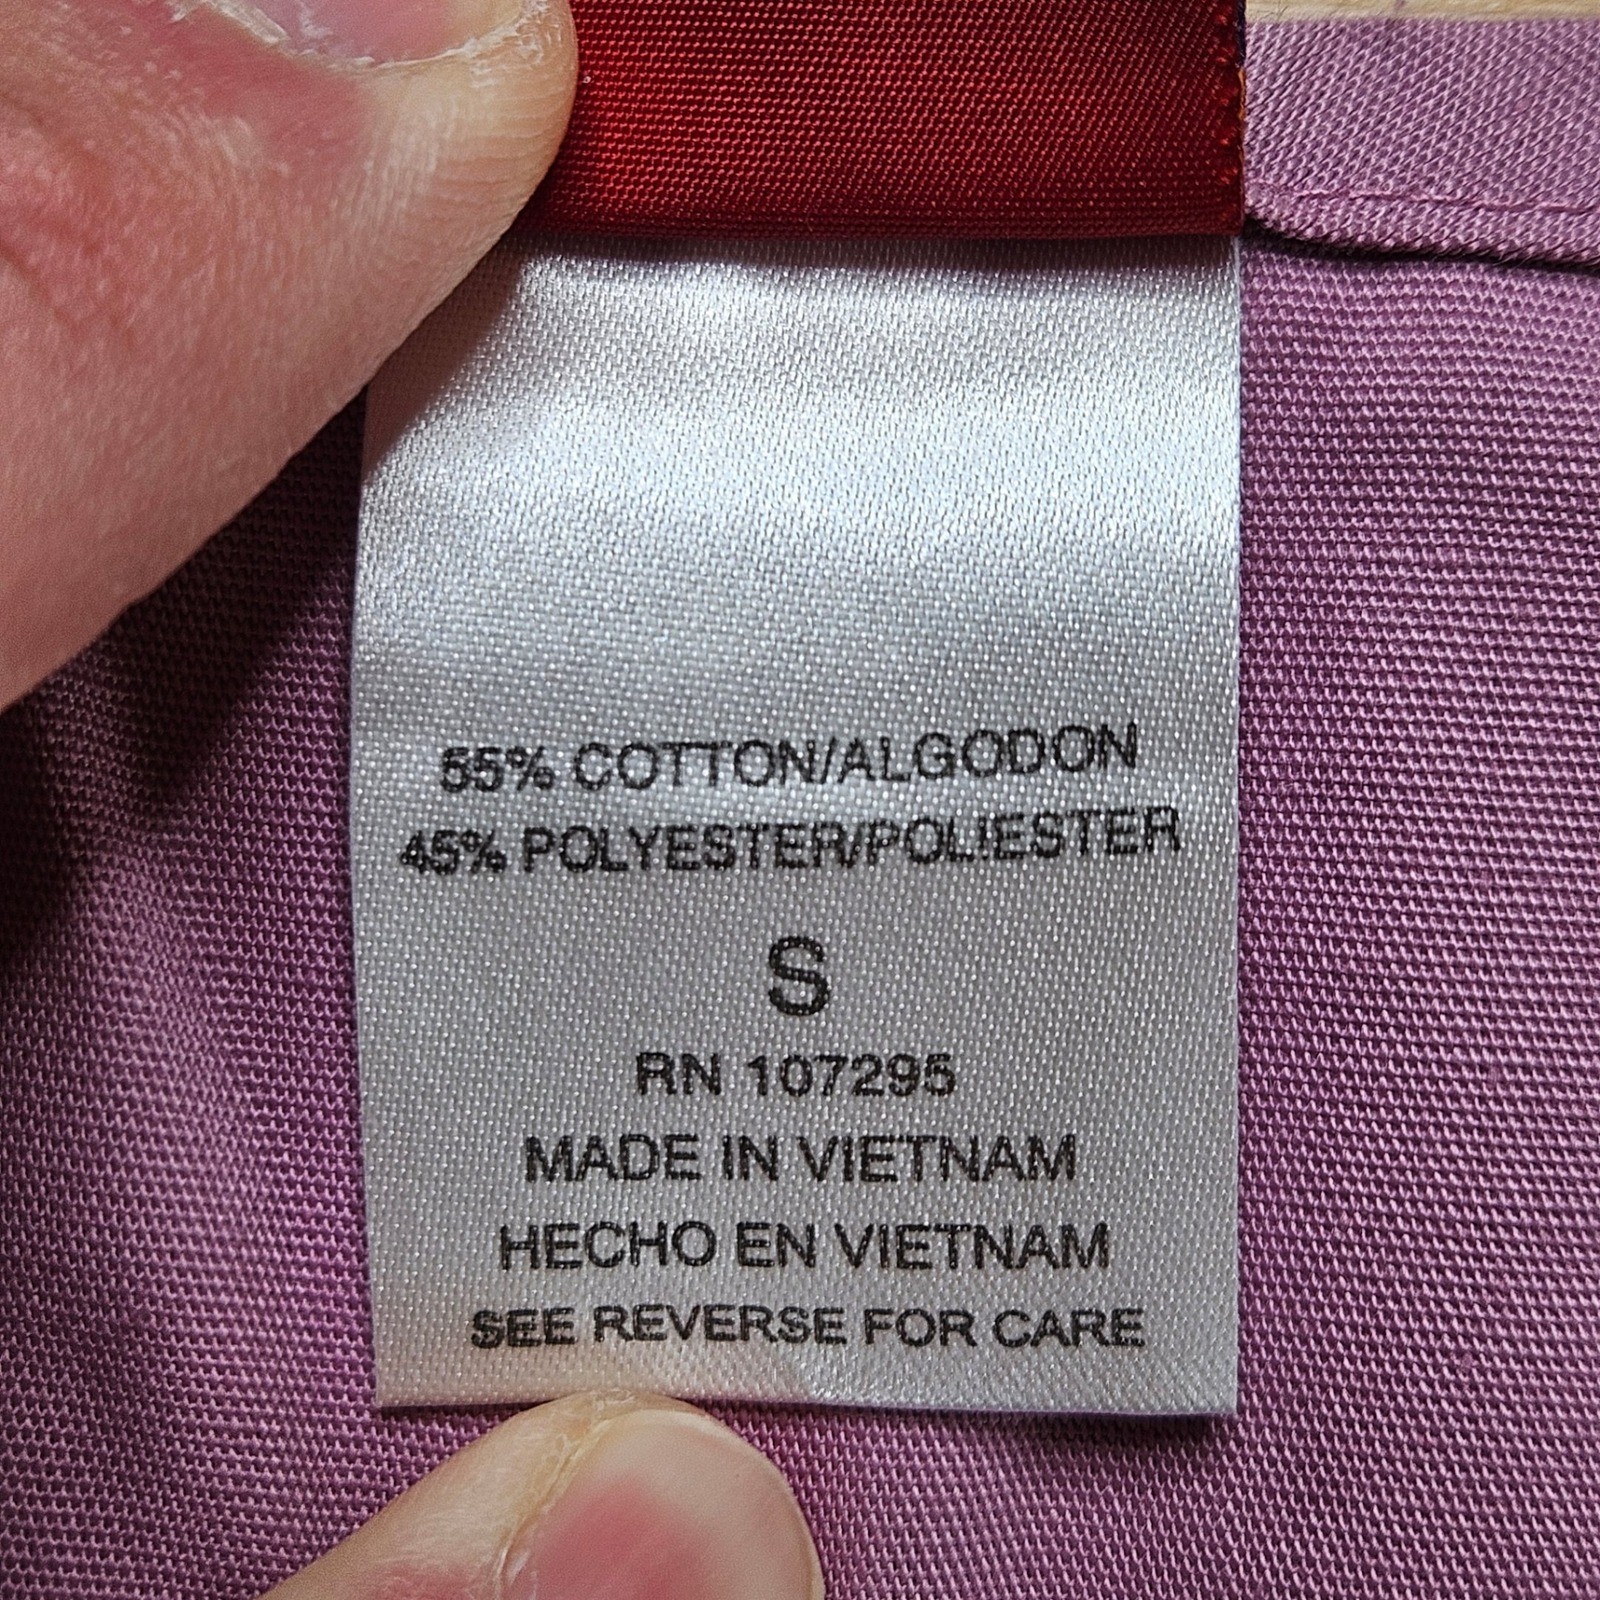 55% COTTON/ALGODON
45% POLYESTER/POLIESTER
S
RN 107295
MADE IN VIETNAM
HECHO EN VIETNAM
SEE REVERSE FOR CARE